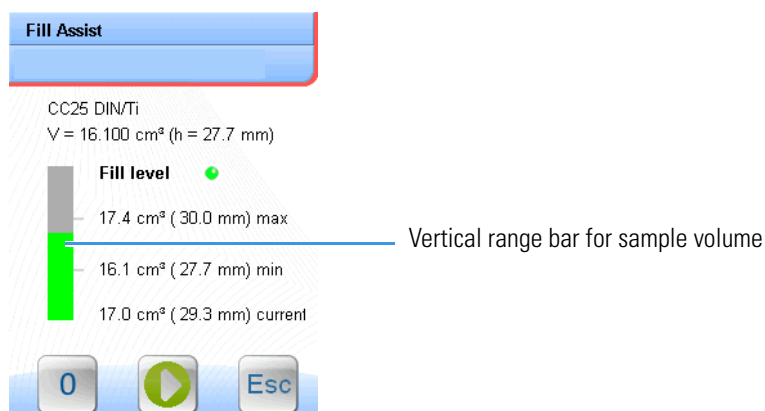 Fill Assist
CC25 DIN/Ti
V = 16.100 cm³ (h = 27.7 mm)
Fill level
17.4 cm³ ( 30.0 mm) max
Vertical range bar for sample volume
16.1 cm³ ( 27.7 mm) min
17.0 cm³ ( 29.3 mm) current
0
Esc